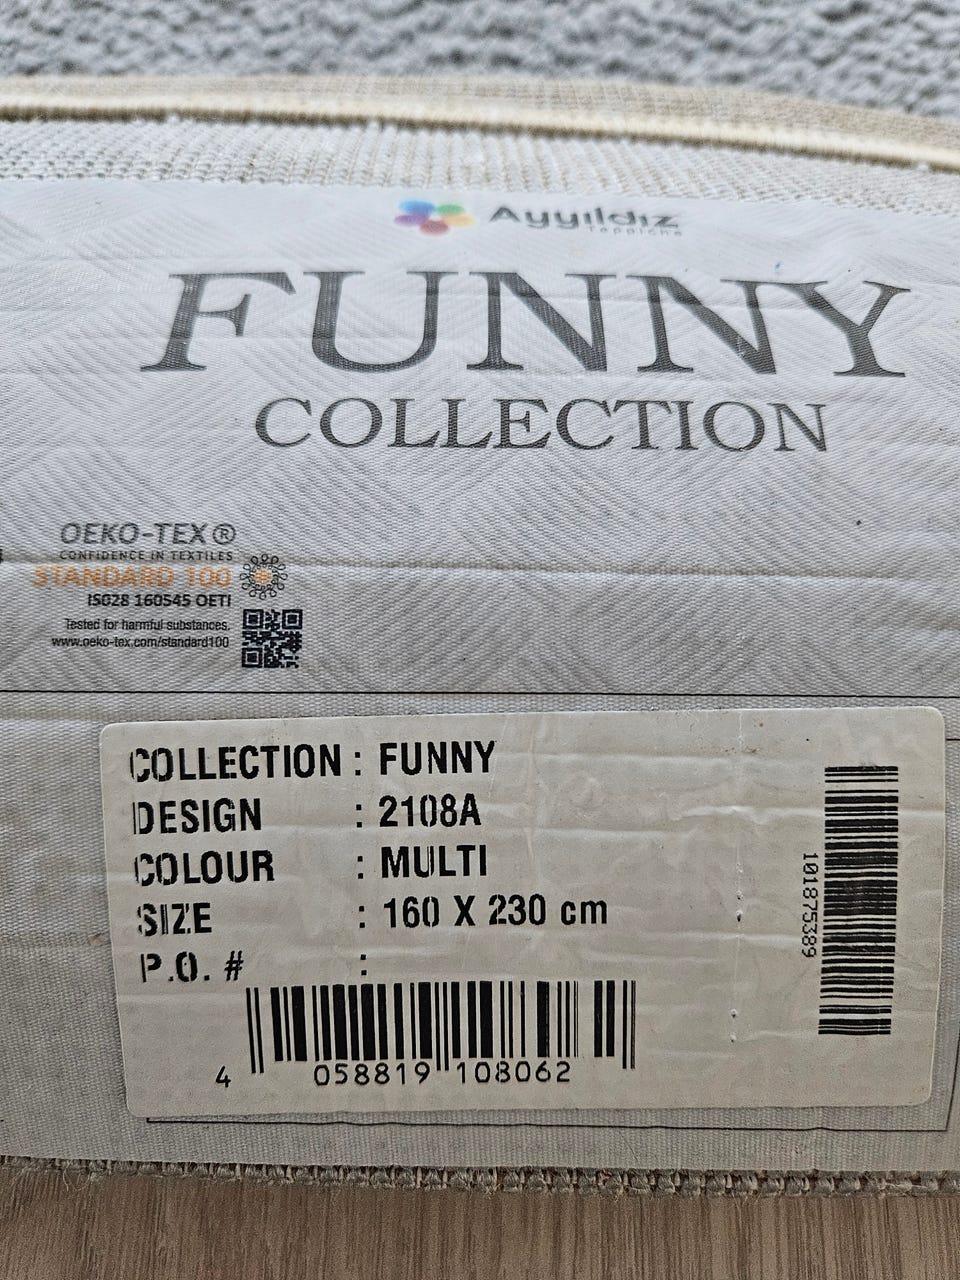 Ayyıldız
Teppiche
FUNNY
COLLECTION
OEKO-TEX®
CONFIDENCE IN TEXTILES
STANDARD 100
IS028 160545 OETI
Tested for harmful substances.
www.oeko-tex.com/standard100
COLLECTION : FUNNY
DESIGN : 2108A
COLOUR : MULTI
SIZE : 160 X 230 cm
P.O. # :
4 058819 108062
101875389